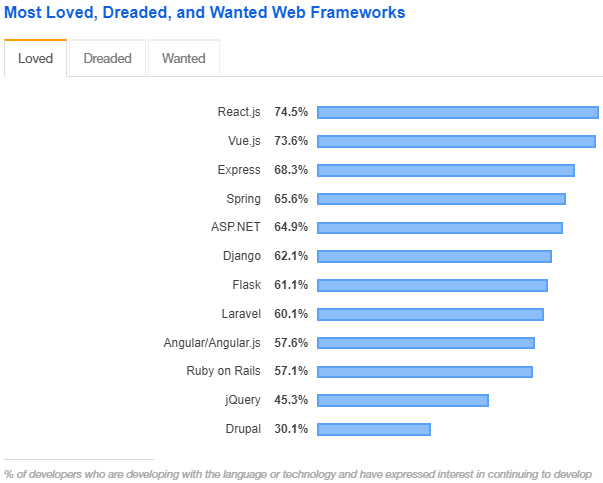 Most Loved, Dreaded, and Wanted Web Frameworks
Loved Dreaded Wanted
React.js 74.5%
Vue.js 73.6%
Express 68.3%
Spring 65.6%
ASP.NET 64.9%
Django 62.1%
Flask 61.1%
Laravel 60.1%
Angular/Angular.js 57.6%
Ruby on Rails 57.1%
jQuery 45.3%
Drupal 30.1%
% of developers who are developing with the language or technology and have expressed interest in continuing to develop